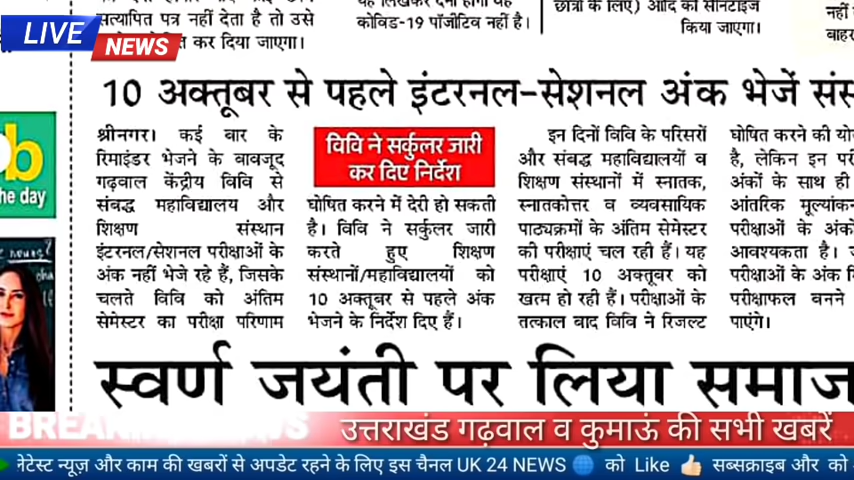 सत्यापित पत्र नहीं देता है तो उसे
कर दिया जाएगा।
कोविड-19 पॉजीटिव नहीं है।
छात्रों के लिए) आदि को सेनिटाइज
किया जाएगा।
नहीं
बाहर
LIVE
NEWS
10 अक्तूबर से पहले इंटरनल-सेशनल अंक भेजें संस
श्रीनगर। कई बार के
रिमाइंडर भेजने के बावजूद
गढ़वाल केंद्रीय विवि से
संबद्ध महाविद्यालय और
शिक्षण संस्थान
इंटरनल/सेशनल परीक्षाओं के
अंक नहीं भेजे रहे हैं, जिसके
चलते विवि को अंतिम
सेमेस्टर का परीक्षा परिणाम
विवि ने सर्कुलर जारी
कर दिए निर्देश
घोषित करने में देरी हो सकती
है। विवि ने सर्कुलर जारी
करते हुए शिक्षण
संस्थानों/महाविद्यालयों को
10 अक्तूबर से पहले अंक
भेजने के निर्देश दिए हैं।
इन दिनों विवि के परिसरों
और संबद्ध महाविद्यालयों व
शिक्षण संस्थानों में स्नातक,
स्नातकोत्तर व व्यवसायिक
पाठ्यक्रमों के अंतिम सेमेस्टर
की परीक्षाएं चल रही हैं। यह
परीक्षाएं 10 अक्तूबर को
खत्म हो रही हैं। परीक्षाओं के
तत्काल बाद विवि ने रिजल्ट
घोषित करने की यो
है, लेकिन इन परी
अंकों के साथ ही
आंतरिक मूल्यांकन
परीक्षाओं के अंकों
आवश्यकता है।
परीक्षाओं के अंक
परीक्षाफल बनने
पाएंगे।
b
he day
स्वर्ण जयंती पर लिया समाज
BREAKING NEWS
उत्तराखंड गढ़वाल व कुमाऊं की सभी खबरें
नेटेस्ट न्यूज़ और काम की खबरों से अपडेट रहने के लिए इस चैनल UK 24 NEWS 🌐 को Like 👍🏻 सब्सक्राइब और को